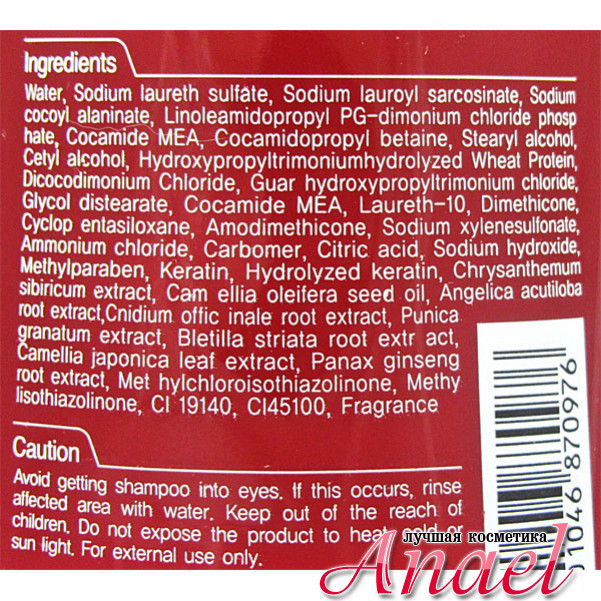 Ingredients
Water, Sodium laureth sulfate, Sodium lauroyl sarcosinate, Sodium
cocoyl alaninate, Linoleamidopropyl PG-dimonium chloride phosp
hate, Cocamide MEA, Cocamidopropyl betaine, Stearyl alcohol,
Cetyl alcohol, Hydroxypropyltrimoniumhydrolyzed Wheat Protein,
Dicocodimonium Chloride, Guar hydroxypropyltrimonium chloride,
Glycol distearate, Cocamide MEA, Laureth-10, Dimethicone,
Cyclop entasiloxane, Amodimethicone, Sodium xylenesulfonate,
Ammonium chloride, Carbomer, Citric acid, Sodium hydroxide,
Methylparaben, Keratin, Hydrolyzed keratin, Chrysanthemum
sibiricum extract, Cam ellia oleifera seed oil, Angelica acutiloba
root extract,Cnidium offic inale root extract, Punica
granatum extract, Bletilla striata root extr act,
Camellia japonica leaf extract, Panax ginseng
root extract, Met hylchloroisothiazolinone, Methy
lisothiazolinone, CI 19140, CI45100, Fragrance
Caution
Avoid getting shampoo into eyes. If this occurs, rinse
affected area with water. Keep out of the reach of
children. Do not expose the product to heat, cold or
sun light. For external use only.
01046 870976
лучшая косметика
Anael